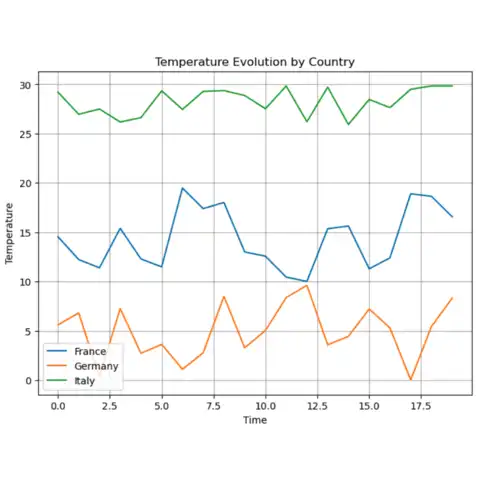 Temperature Evolution by Country
Temperature
30
25
20
15
10
5
0
France
Germany
Italy
0.0 2.5 5.0 7.5 10.0 12.5 15.0 17.5
Time